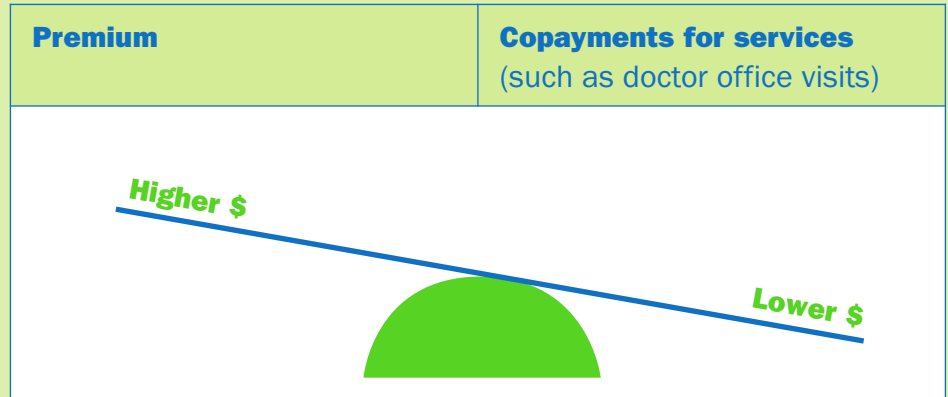 Premium
Copayments for services
(such as doctor office visits)
Higher $
Lower $